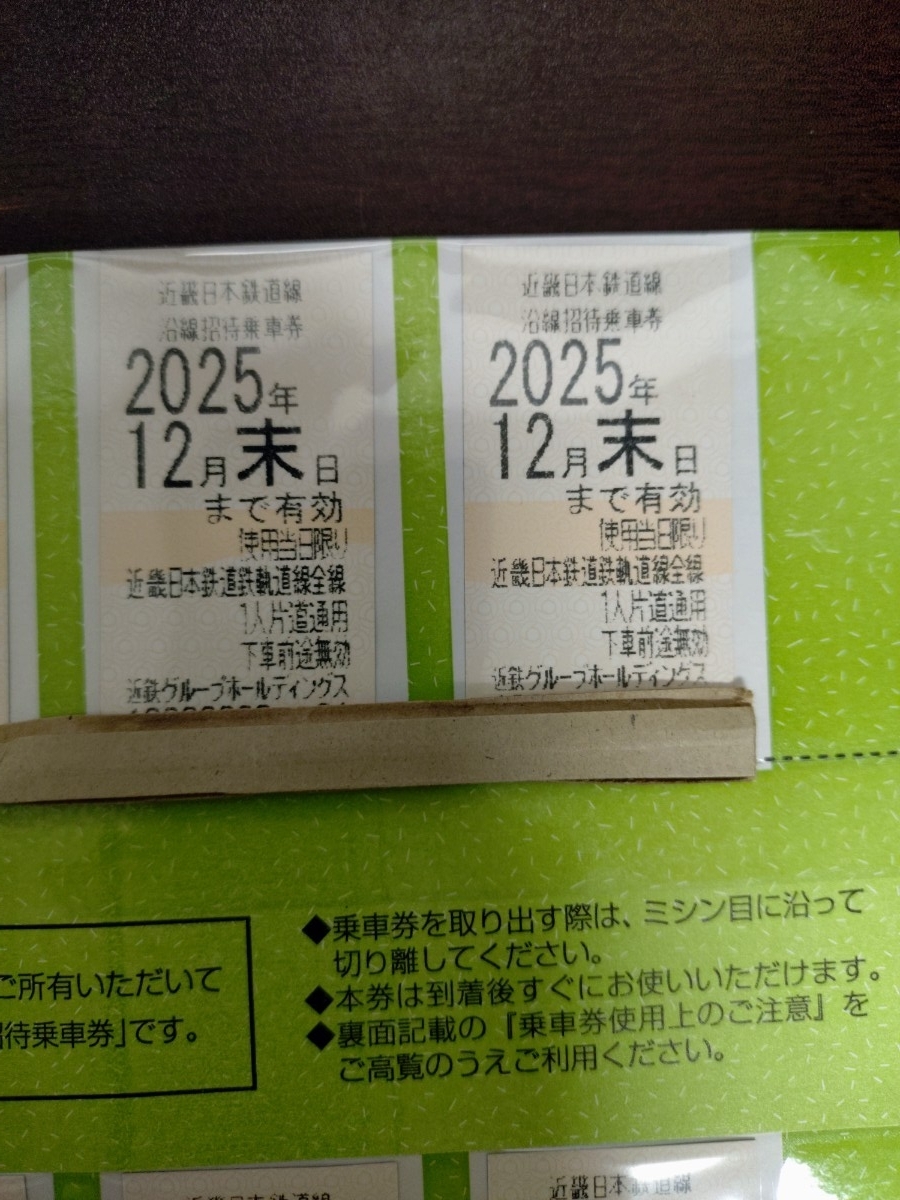 近畿日本鉄道線
沿線招待乗車券
2025年
12月末日
まで有効
使用当日限り
近畿日本鉄道鉄軌道線全線
1人片道通用
下車前途無効
近鉄グループホールディングス
近畿日本鉄道線
沿線招待乗車券
2025年
12月末日
まで有効
使用当日限り
近畿日本鉄道鉄軌道線全線
1人片道通用
下車前途無効
近鉄グループホールディングス
ご所有いただいて
待乗車券」です。
◆乗車券を取り出す際は、ミシン目に沿って
切り離してください。
◆本券は到着後すぐにお使いいただけます。
◆裏面記載の『乗車券使用上のご注意』を
ご高覧のうえご利用ください。
近畿日本鉄道線
近畿日本鉄道線